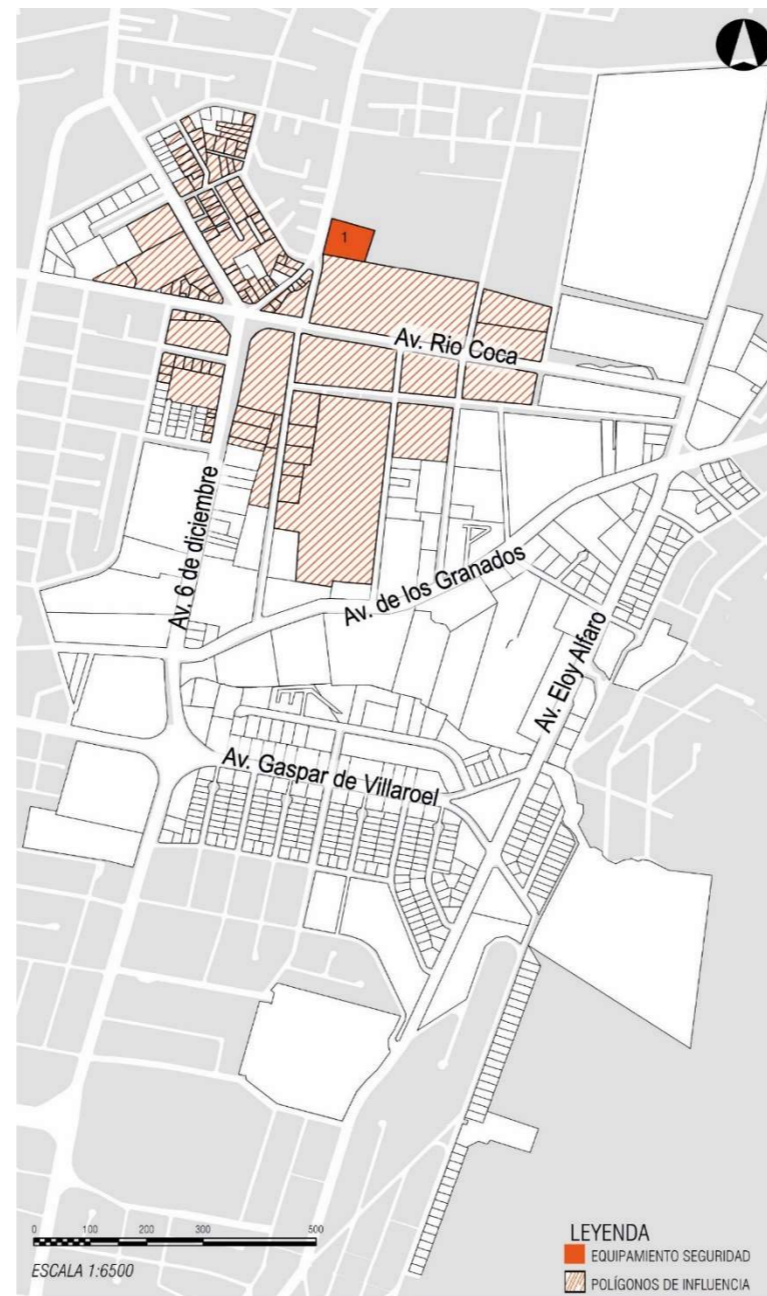 1
Av. Rio Coca
Av. 6 de diciembre
Av. de los Granados
Av. Eloy Alfaro
Av. Gaspar de Villaroel
0 100 200 300 500
ESCALA 1:6500
LEYENDA
EQUIPAMIENTO SEGURIDAD
POLÍGONOS DE INFLUENCIA